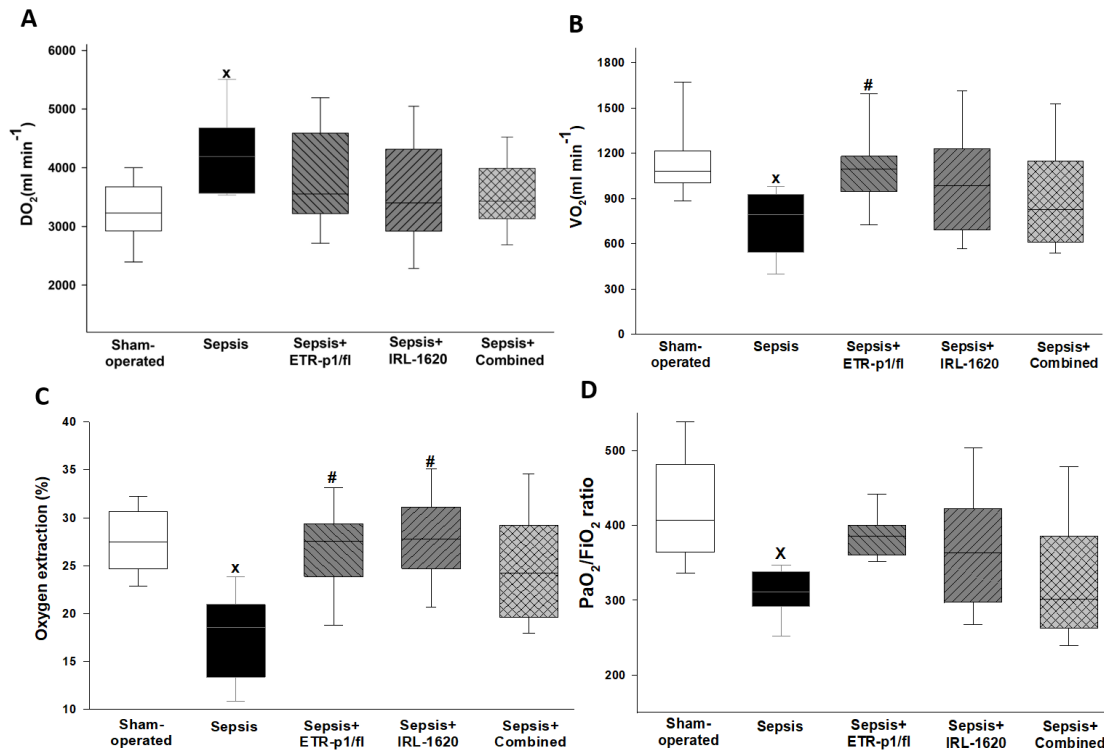 A
6000
5000
4000
3000
2000
DO2(ml min-1)
x
Sham-
operated
Sepsis
Sepsis+
ETR-p1/fl
Sepsis+
IRL-1620
Sepsis+
Combined
B
1800
1500
1200
900
600
300
0
VO2(ml min-1)
x
#
Sham-
operated
Sepsis
Sepsis+
ETR-p1/fl
Sepsis+
IRL-1620
Sepsis+
Combined
C
40
35
30
25
20
15
10
Oxygen extraction (%)
x
#
#
Sham-
operated
Sepsis
Sepsis+
ETR-p1/fl
Sepsis+
IRL-1620
Sepsis+
Combined
D
500
400
300
200
PaO2/FiO2 ratio
X
Sham-
operated
Sepsis
Sepsis+
ETR-p1/fl
Sepsis+
IRL-1620
Sepsis+
Combined